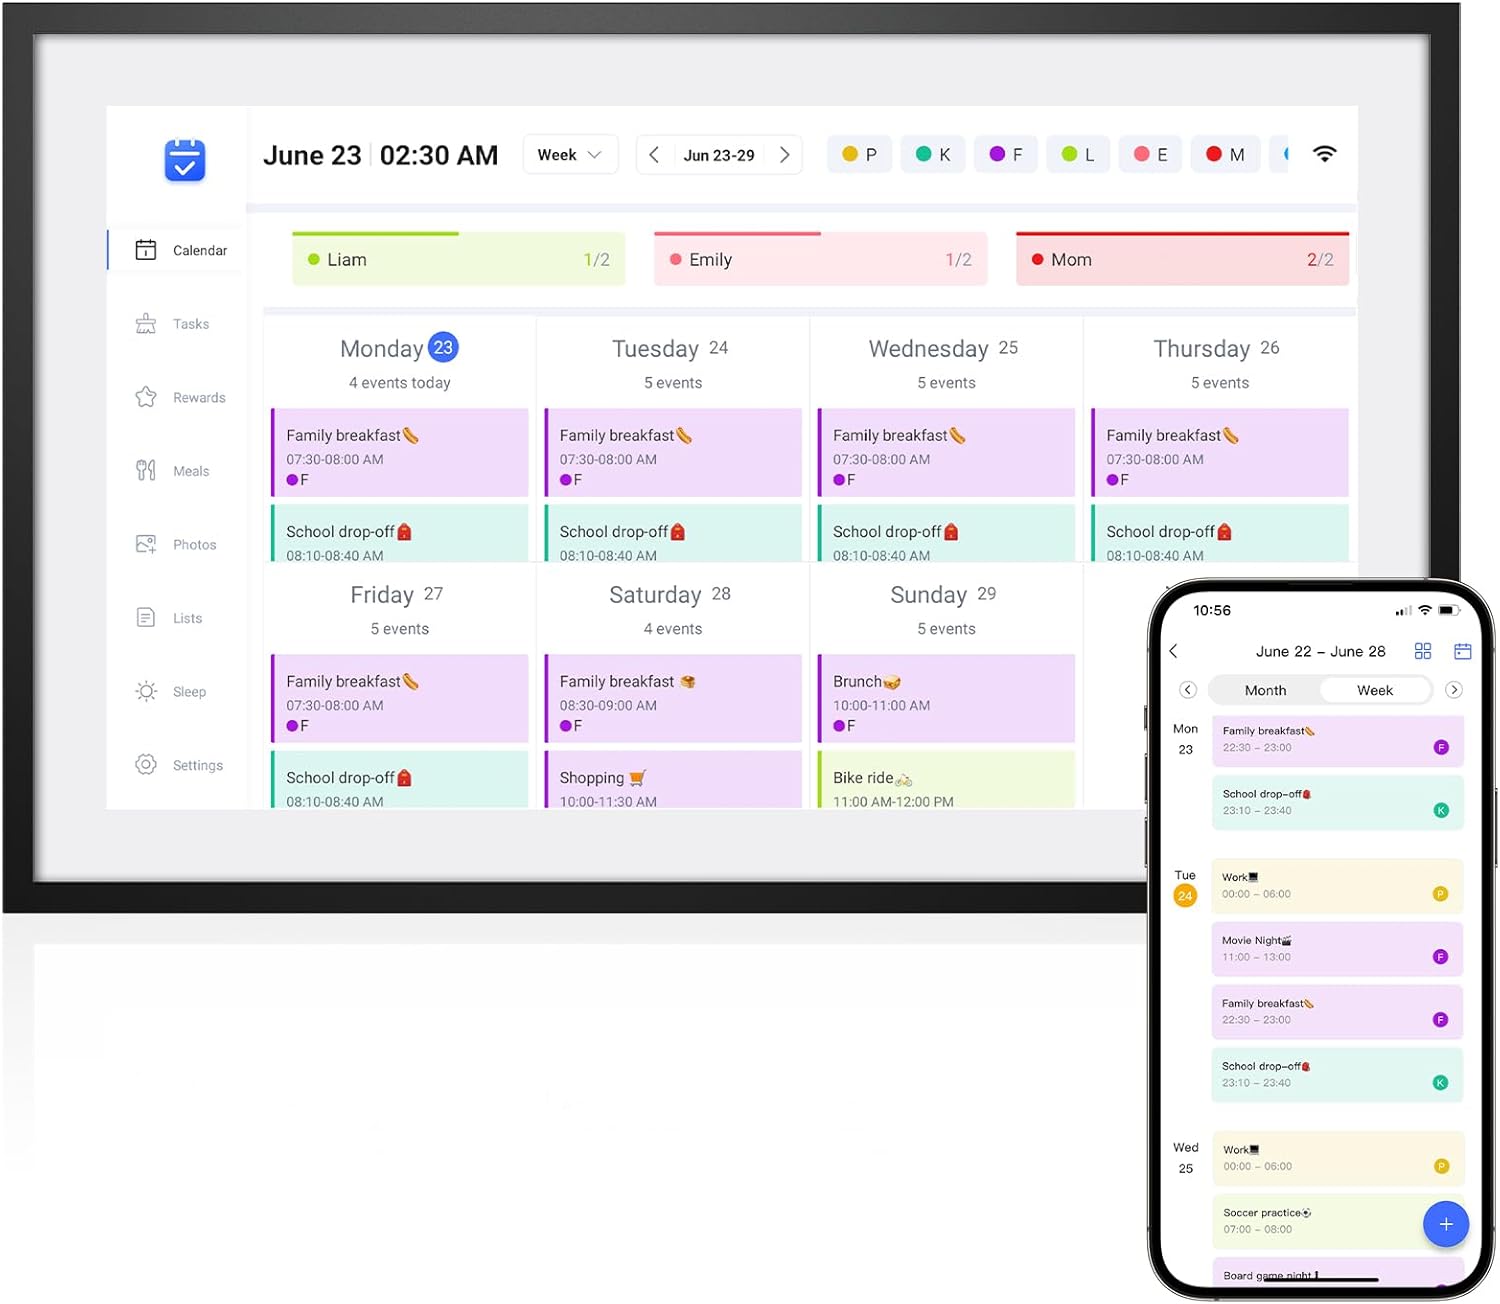 June 23 02:30 AM Week Jun 23-29 P K F L E M
Calendar
Tasks
Rewards
Meals
Photos
Lists
Sleep
Settings
Liam 1/2 Emily 1/2 Mom 2/2
Monday 23 Tuesday 24 Wednesday 25 Thursday 26
4 events today 5 events 5 events 5 events
Family breakfast🌭 Family breakfast🌭 Family breakfast🌭 Family breakfast🌭
07:30-08:00 AM 07:30-08:00 AM 07:30-08:00 AM 07:30-08:00 AM
F F F F
School drop-off🎒 School drop-off🎒 School drop-off🎒 School drop-off🎒
08:10-08:40 AM 08:10-08:40 AM 08:10-08:40 AM 08:10-08:40 AM
Friday 27 Saturday 28 Sunday 29
5 events 4 events 5 events
Family breakfast🌭 Family breakfast 🥞 Brunch🥪
07:30-08:00 AM 08:30-09:00 AM 10:00-11:00 AM
F F F
School drop-off🎒 Shopping 🛒 Bike ride🚲
08:10-08:40 AM 10:00-11:30 AM 11:00 AM-12:00 PM
10:56
June 22 – June 28
Month Week
Mon
23
Family breakfast🌭
22:30 – 23:00
F
School drop-off🎒
23:10 – 23:40
K
Tue
24
Work💻
00:00 – 06:00
P
Movie Night🎬
11:00 – 13:00
F
Family breakfast🌭
22:30 – 23:00
F
School drop-off🎒
23:10 – 23:40
K
Wed
25
Work💻
00:00 – 06:00
P
Soccer practice⚽
07:00 – 08:00
+
Board game night